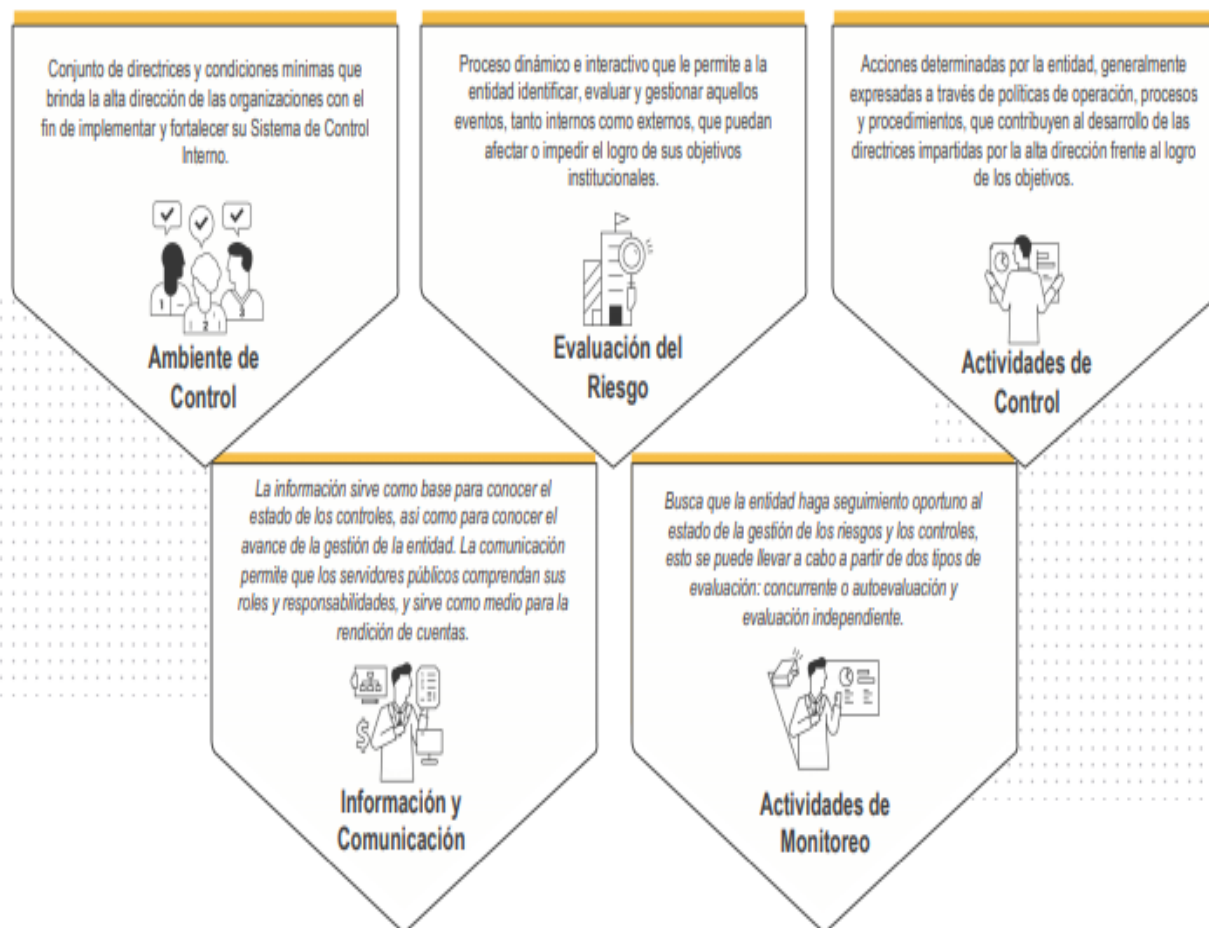 Conjunto de directrices y condiciones mínimas que
brinda la alta dirección de las organizaciones con el
fin de implementar y fortalecer su Sistema de Control
Interno.
1
2
3
Ambiente de
Control
Proceso dinámico e interactivo que le permite a la
entidad identificar, evaluar y gestionar aquellos
eventos, tanto internos como externos, que puedan
afectar o impedir el logro de sus objetivos
institucionales.
Evaluación del
Riesgo
Acciones determinadas por la entidad, generalmente
expresadas a través de políticas de operación, procesos
y procedimientos, que contribuyen al desarrollo de las
directrices impartidas por la alta dirección frente al logro
de los objetivos.
Actividades de
Control
La información sirve como base para conocer el
estado de los controles, así como para conocer el
avance de la gestión de la entidad. La comunicación
permite que los servidores públicos comprendan sus
roles y responsabilidades, y sirve como medio para la
rendición de cuentas.
$
Información y
Comunicación
Busca que la entidad haga seguimiento oportuno al
estado de la gestión de los riesgos y los controles,
esto se puede llevar a cabo a partir de dos tipos de
evaluación: concurrente o autoevaluación y
evaluación independiente.
Actividades de
Monitoreo